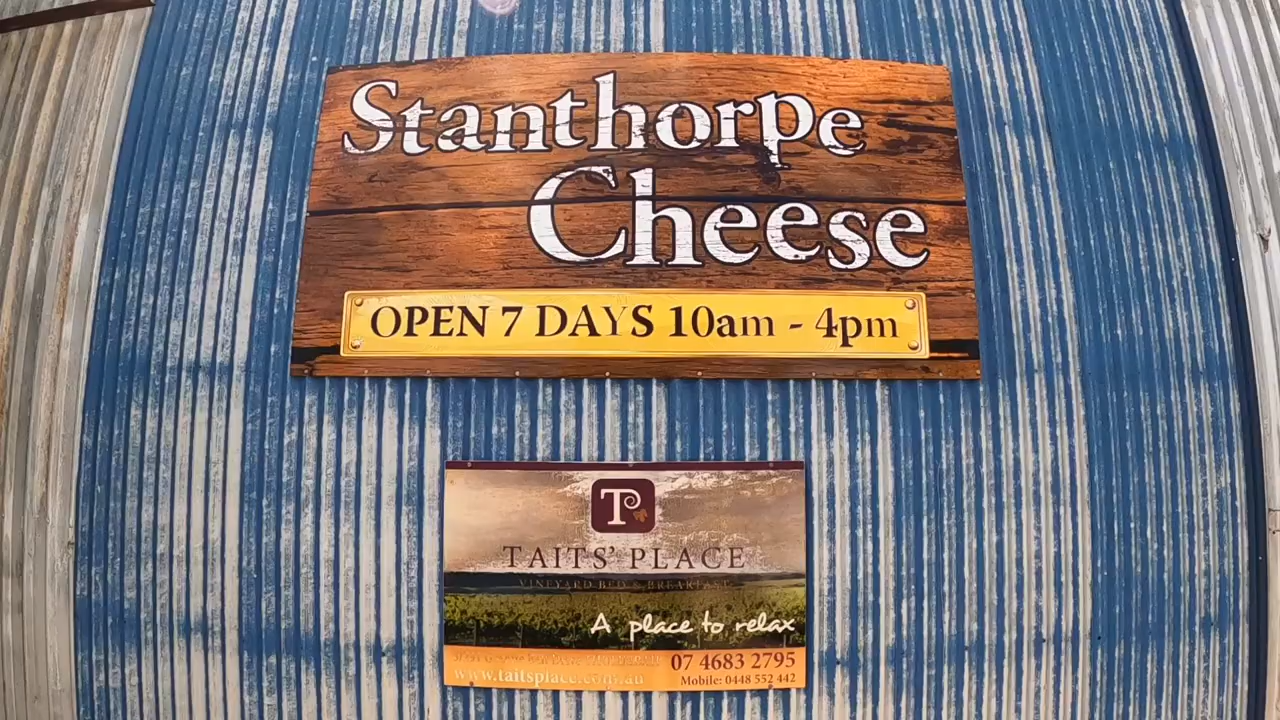 Stanthorpe
Cheese
OPEN 7 DAYS 10am - 4pm
TP
TAITS' PLACE
VINEYARD BED & BREAKFAST
A place to relax
07 4683 2795
www.taitsplace.com.au
Mobile: 0448 552 442